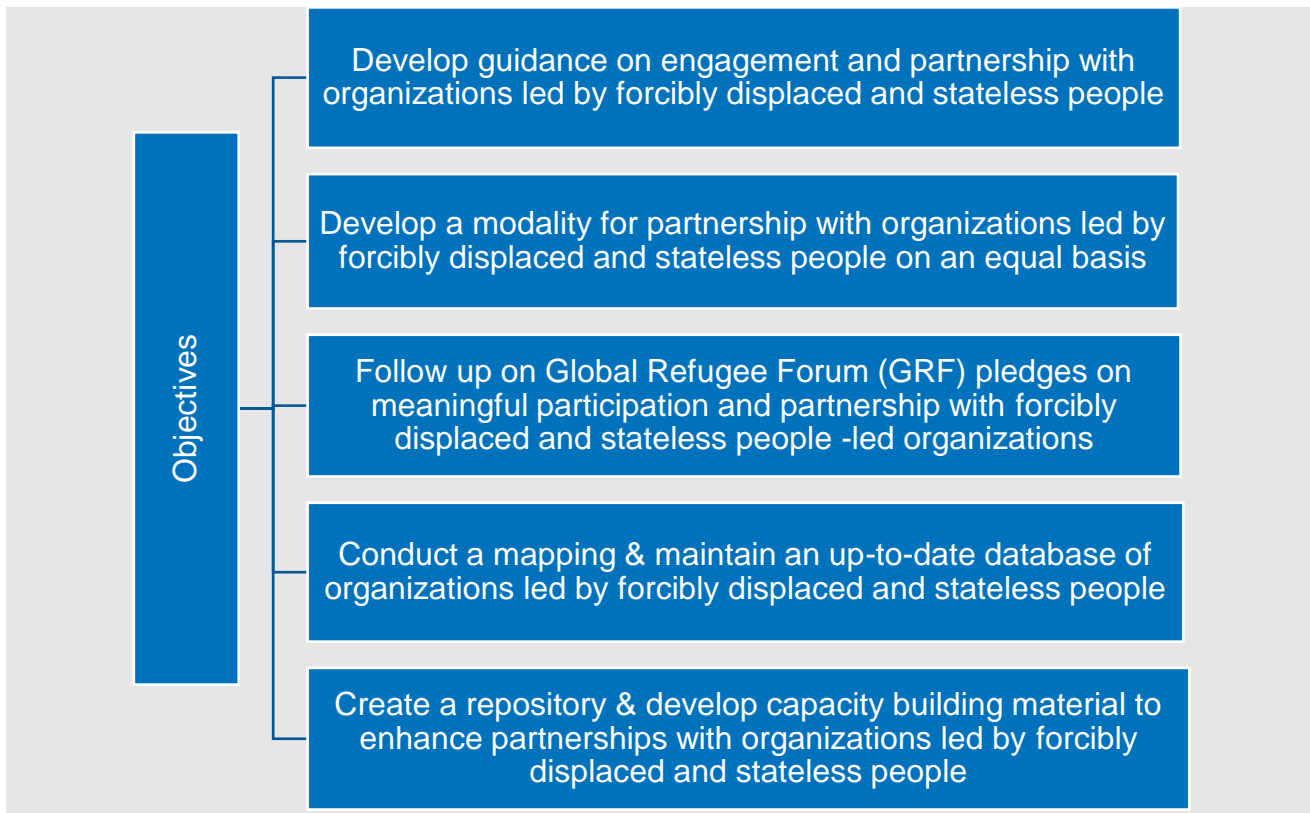 Objectives
Develop guidance on engagement and partnership with
organizations led by forcibly displaced and stateless people
Develop a modality for partnership with organizations led by
forcibly displaced and stateless people on an equal basis
Follow up on Global Refugee Forum (GRF) pledges on
meaningful participation and partnership with forcibly
displaced and stateless people -led organizations
Conduct a mapping & maintain an up-to-date database of
organizations led by forcibly displaced and stateless people
Create a repository & develop capacity building material to
enhance partnerships with organizations led by forcibly
displaced and stateless people